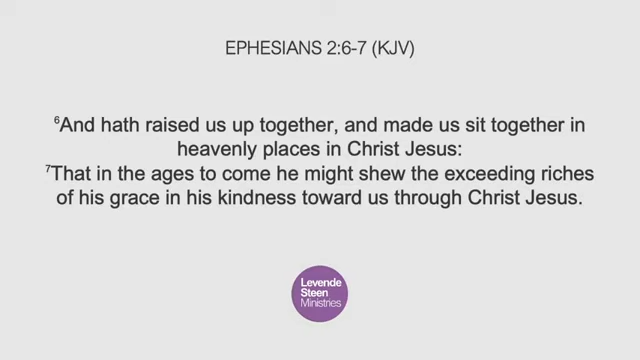 EPHESIANS 2:6-7 (KJV)
⁶And hath raised us up together, and made us sit together in
heavenly places in Christ Jesus:
⁷That in the ages to come he might shew the exceeding riches
of his grace in his kindness toward us through Christ Jesus.
Levende
Steen
Ministries